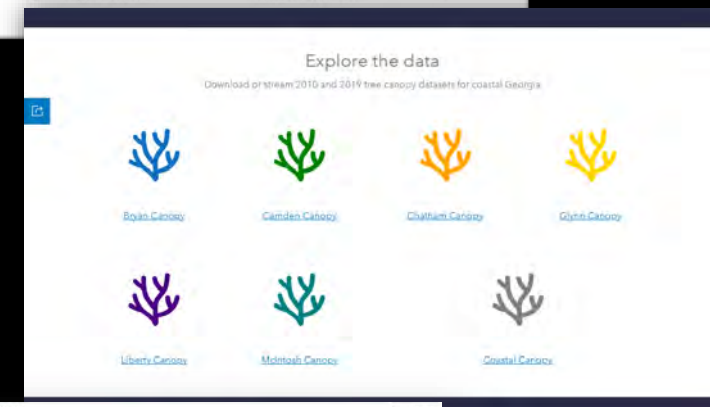 Explore the data
Download or stream 2010 and 2019 tree canopy datasets for coastal Georgia
Bryan Canopy
Camden Canopy
Chatham Canopy
Glynn Canopy
Liberty Canopy
McIntosh Canopy
Coastal Canopy